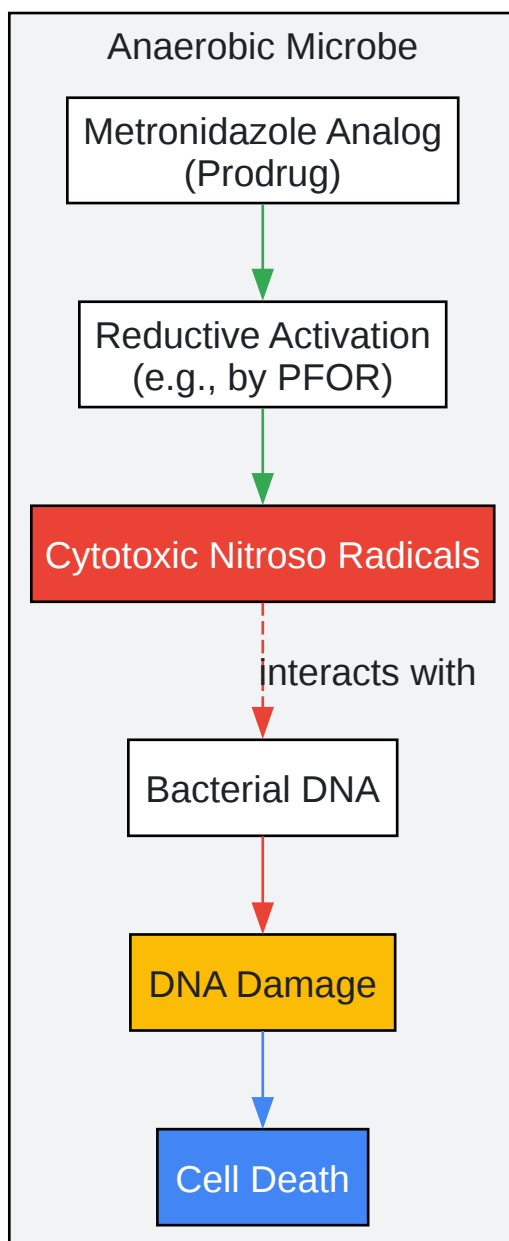 Anaerobic Microbe
Metronidazole Analog
(Prodrug)
Reductive Activation
(e.g., by PFOR)
Cytotoxic Nitroso Radicals
interacts with
Bacterial DNA
DNA Damage
Cell Death